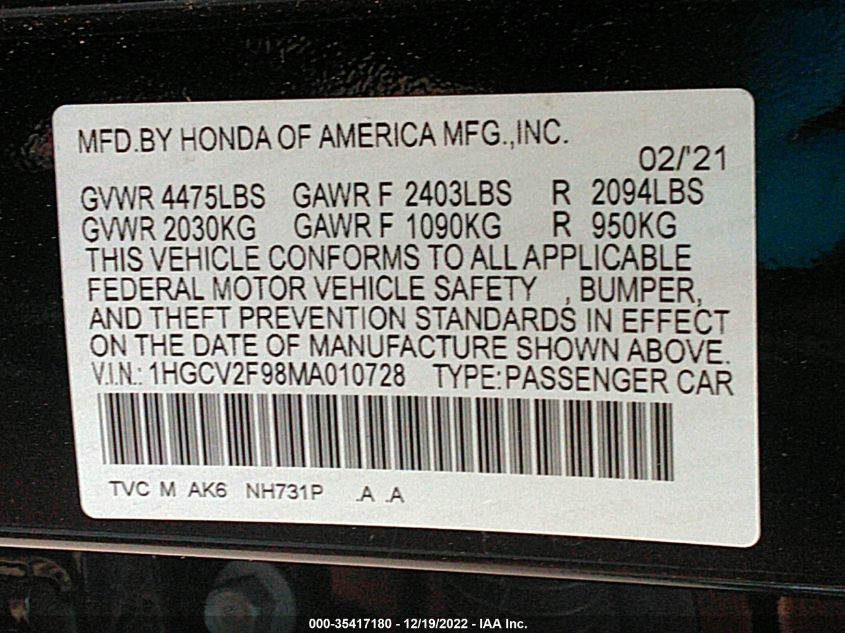 MFD.BY HONDA OF AMERICA MFG.,INC.
02/'21
GVWR 4475LBS GAWR F 2403LBS R 2094LBS
GVWR 2030KG GAWR F 1090KG R 950KG
THIS VEHICLE CONFORMS TO ALL APPLICABLE
FEDERAL MOTOR VEHICLE SAFETY , BUMPER,
AND THEFT PREVENTION STANDARDS IN EFFECT
ON THE DATE OF MANUFACTURE SHOWN ABOVE.
V.I.N.: 1HGCV2F98MA010728 TYPE:PASSENGER CAR
TVC M AK6 NH731P .A .A
000-35417180 - 12/19/2022 - IAA Inc.